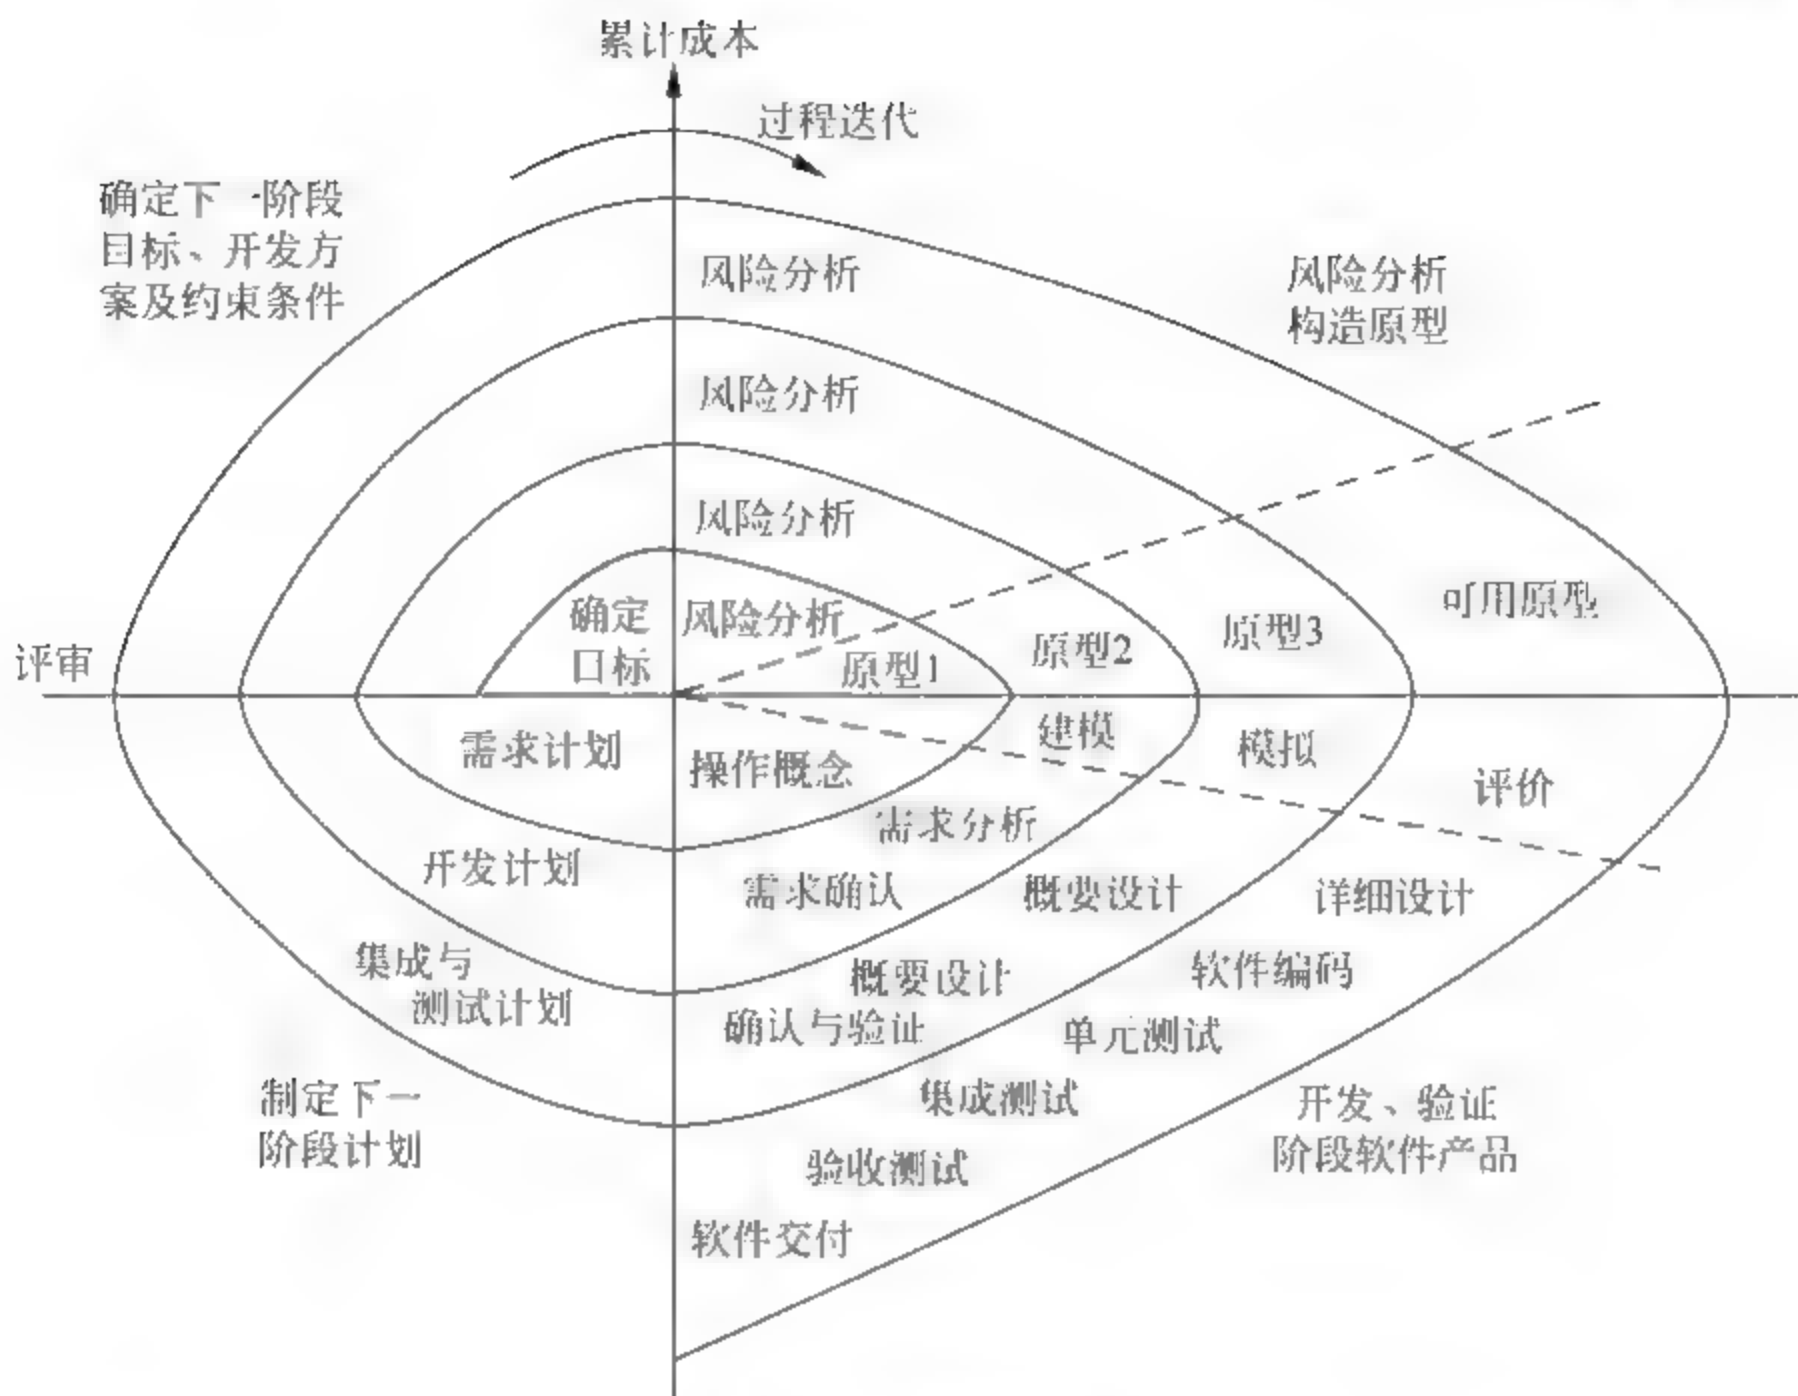 累计成本
过程迭代
确定下一阶段
目标、开发方
案及约束条件
风险分析
风险分析
构造原型
风险分析
风险分析
确定
目标
风险分析
可用原型
原型3
原型2
原型1
评审
需求计划
操作概念
建模
模拟
评价
需求分析
开发计划
需求确认
概要设计
详细设计
集成与
测试计划
概要设计
确认与验证
软件编码
单元测试
集成测试
制定下一
阶段计划
开发、验证
阶段软件产品
验收测试
软件交付